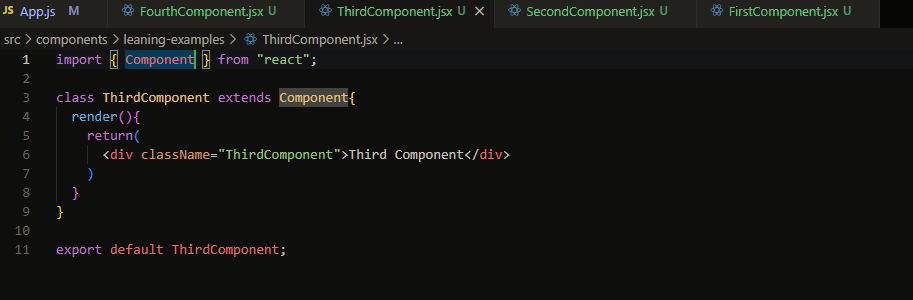 JS App.js M FourthComponent.jsx U ThirdComponent.jsx U × SecondComponent.jsx U FirstComponent.jsx U
src > components > leaning-examples > ThirdComponent.jsx > ...
1 import { Component } from "react";
2
3 class ThirdComponent extends Component{
4 render(){
5 return(
6 <div className="ThirdComponent">Third Component</div>
7 )
8 }
9 }
10
11 export default ThirdComponent;